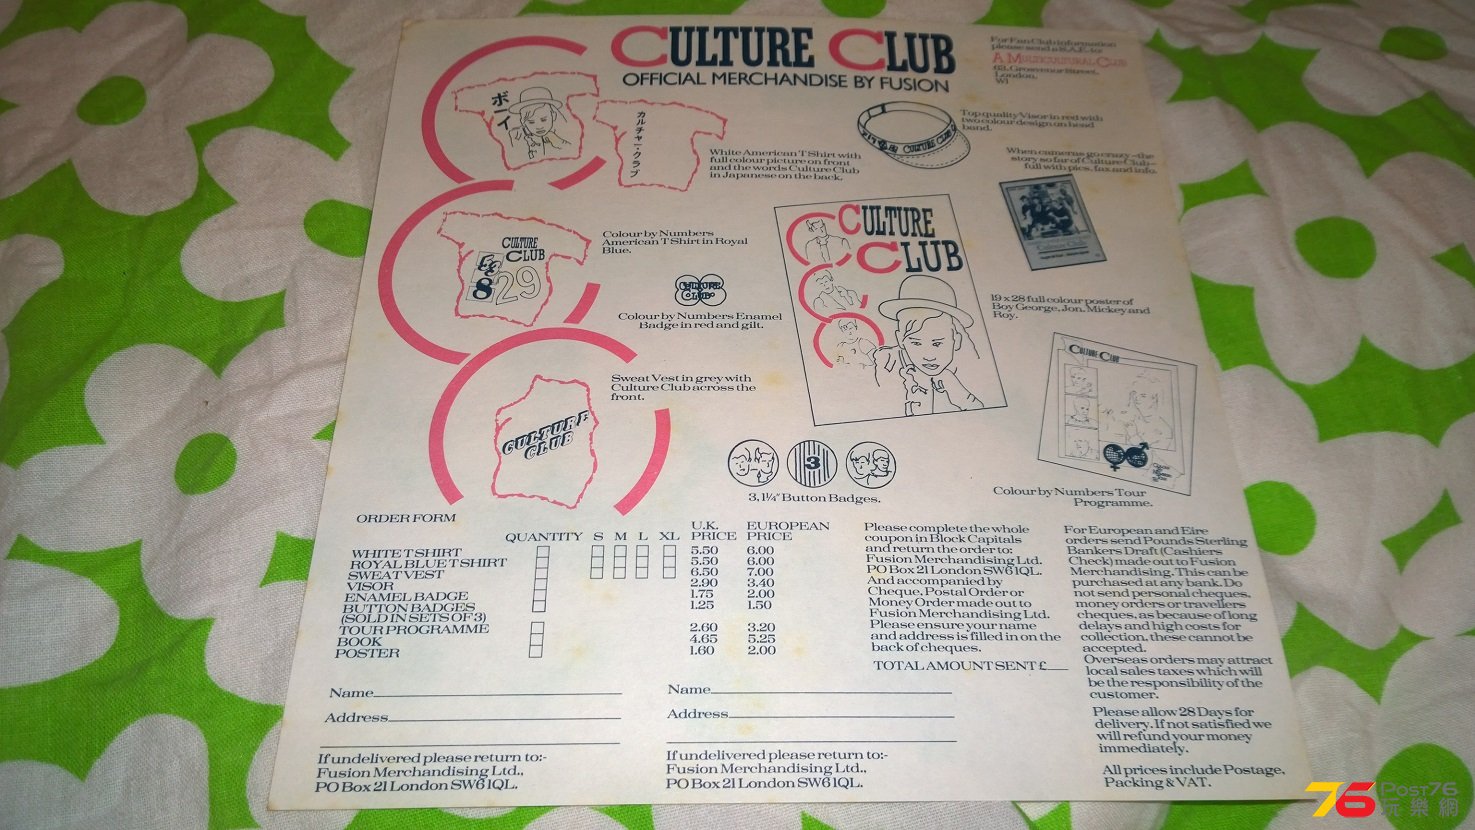 CULTURE CLUB
OFFICIAL MERCHANDISE BY FUSION
For Fan Club information
please send a S.A.E. to:
A MULTICULTURAL CLUB
63, Grosvenor Street,
London,
W1
ボーイ
カルチャー・クラブ
White American T Shirt with
full colour picture on front
and the words Culture Club
in Japanese on the back.
CULTURE CLUB
Top quality Visor in red with
two colour design on head
band.
When cameras go crazy – the
story so far of Culture Club –
full with pics, fax and info.
Culture Club
CULTURE
CLUB
8 29
Colour by Numbers
American T Shirt in Royal
Blue.
CULTURE
CLUB
Colour by Numbers Enamel
Badge in red and gilt.
CULTURE
CLUB
19 x 28 full colour poster of
Boy George, Jon, Mickey and
Roy.
CULTURE
CLUB
Sweat Vest in grey with
Culture Club across the
front.
3
3, 1¼" Button Badges.
CULTURE CLUB
Colour by Numbers Tour
Programme.
ORDER FORM
QUANTITY S M L XL U.K. PRICE EUROPEAN PRICE
WHITE T SHIRT 5.50 6.00
ROYAL BLUE T SHIRT 5.50 6.00
SWEAT VEST 6.50 7.00
VISOR 2.90 3.40
ENAMEL BADGE 1.75 2.00
BUTTON BADGES 1.25 1.50
(SOLD IN SETS OF 3)
TOUR PROGRAMME 2.60 3.20
BOOK 4.65 5.25
POSTER 1.60 2.00
Please complete the whole
coupon in Block Capitals
and return the order to:
Fusion Merchandising Ltd.
PO Box 21 London SW6 1QL.
And accompanied by
Cheque, Postal Order or
Money Order made out to
Fusion Merchandising Ltd.
Please ensure your name
and address is filled in on the
back of cheques.
TOTAL AMOUNT SENT £
For European and Eire
orders send Pounds Sterling
Bankers Draft (Cashiers
Check) made out to Fusion
Merchandising. This can be
purchased at any bank. Do
not send personal cheques,
money orders or travellers
cheques, as because of long
delays and high costs for
collection, these cannot be
accepted.
Overseas orders may attract
local sales taxes which will
be the responsibility of the
customer.
Please allow 28 Days for
delivery. If not satisfied we
will refund your money
immediately.
All prices include Postage,
Packing & VAT.
Name
Address
If undelivered please return to:-
Fusion Merchandising Ltd.,
PO Box 21 London SW6 1QL.
Name
Address
If undelivered please return to:-
Fusion Merchandising Ltd.,
PO Box 21 London SW6 1QL.
76 POST76
玩樂網